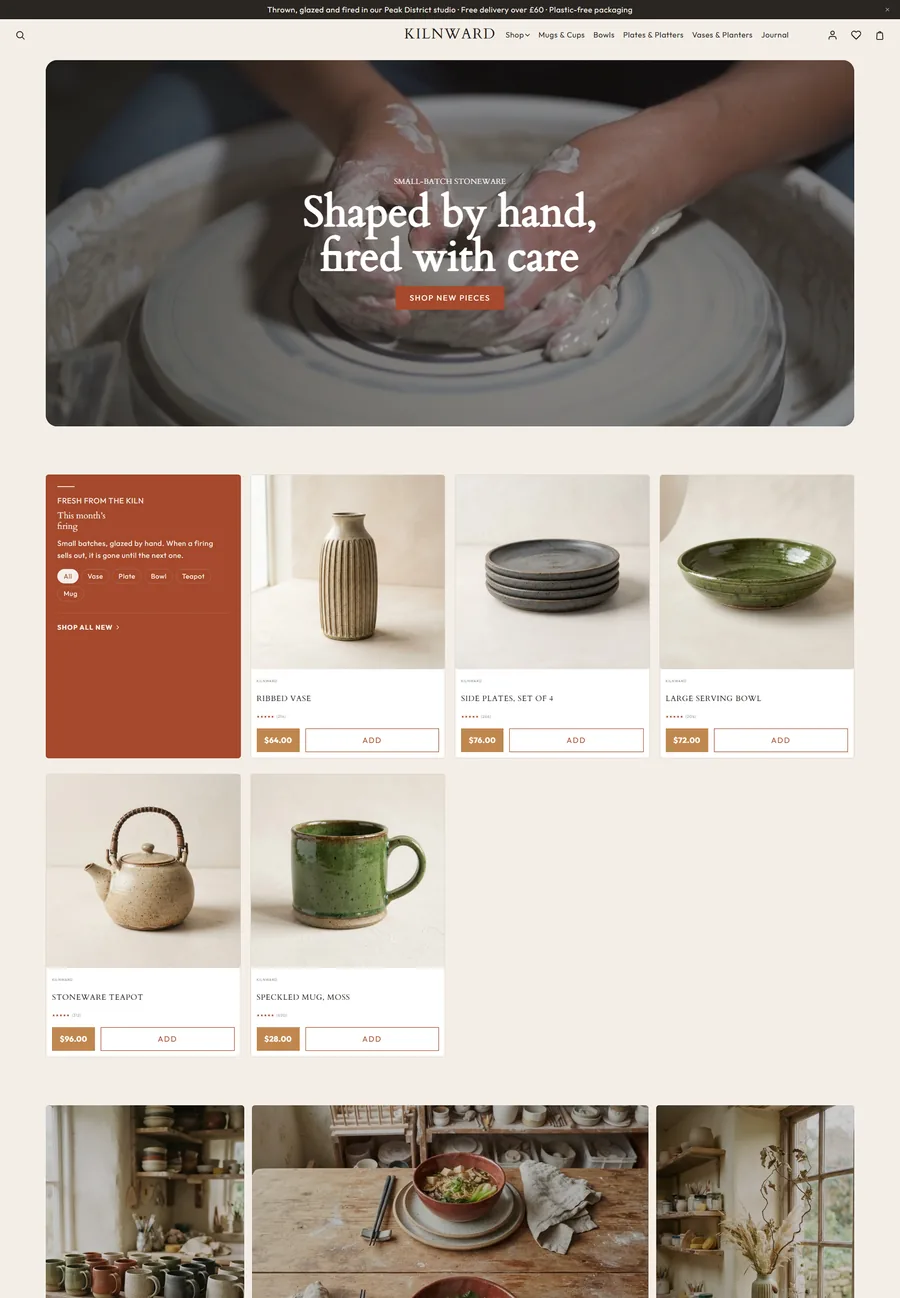 Thrown, glazed and fired in our Peak District studio · Free delivery over £60 · Plastic-free packaging
KILNWARD
Shop
Mugs & Cups
Bowls
Plates & Platters
Vases & Planters
Journal
SMALL-BATCH STONEWARE
Shaped by hand,
fired with care
SHOP NEW PIECES
FRESH FROM THE KILN
This month's
firing
Small batches, glazed by hand. When a firing
sells out, it is gone until the next one.
All
Vase
Plate
Bowl
Teapot
Mug
SHOP ALL NEW
KILNWARD
RIBBED VASE
$64.00
ADD
KILNWARD
SIDE PLATES, SET OF 4
$76.00
ADD
KILNWARD
LARGE SERVING BOWL
$72.00
ADD
KILNWARD
STONEWARE TEAPOT
$96.00
ADD
KILNWARD
SPECKLED MUG, MOSS
$28.00
ADD